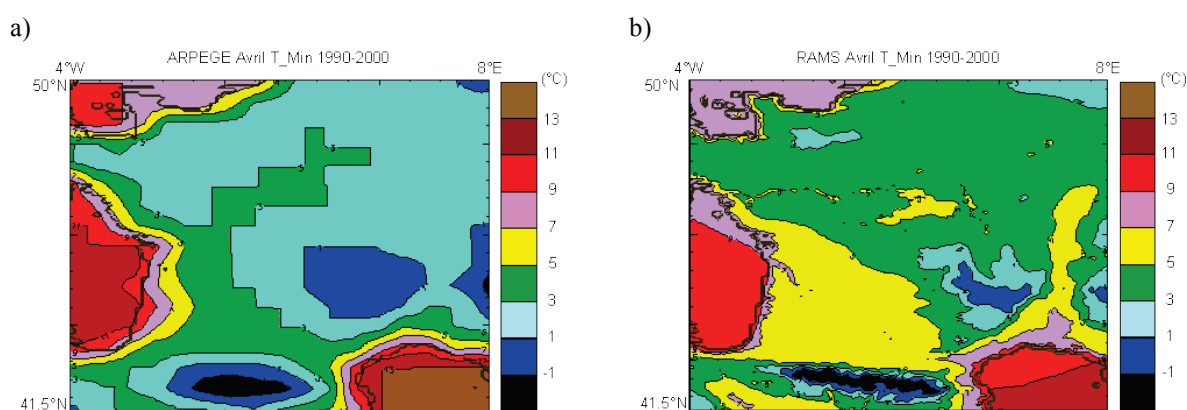 a)
ARPEGE Avril T_Min 1990-2000
4°W
8°E
50°N
41.5°N
(°C)
13
11
9
7
5
3
1
-1
b)
RAMS Avril T_Min 1990-2000
4°W
8°E
50°N
41.5°N
(°C)
13
11
9
7
5
3
1
-1